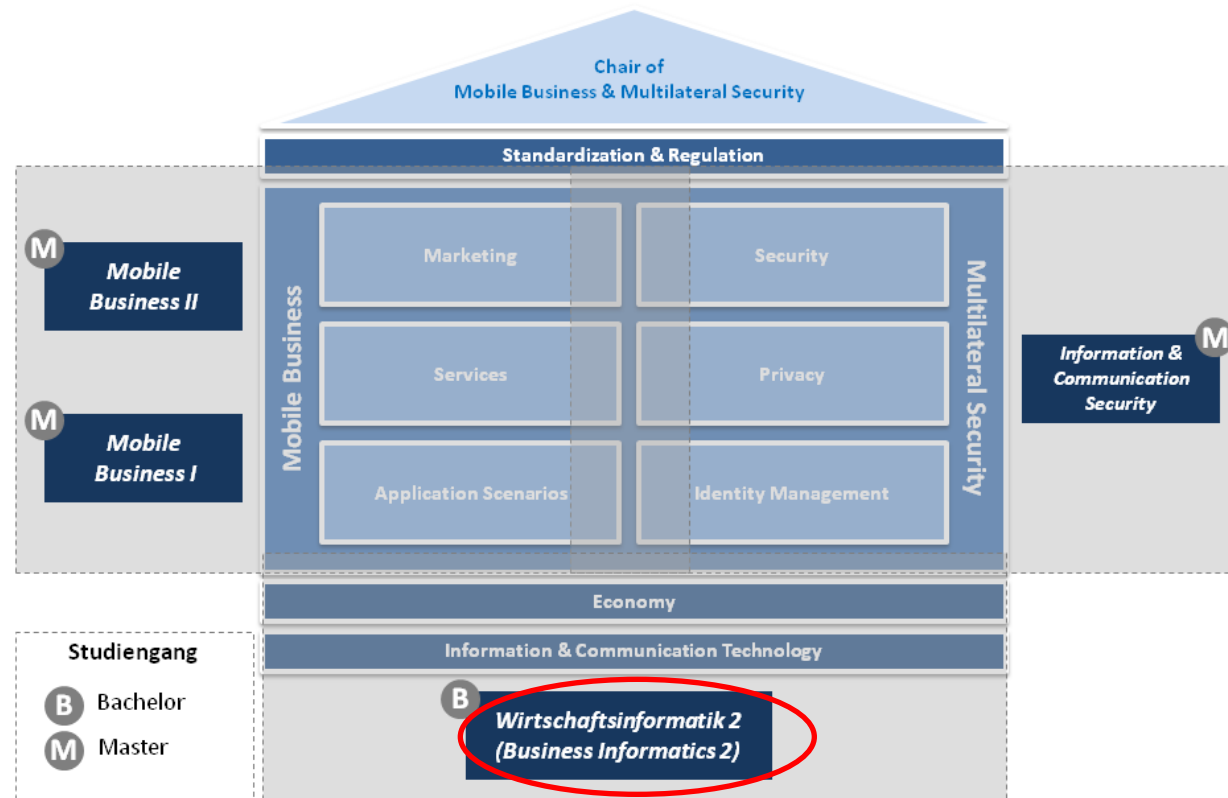 Chair of
Mobile Business & Multilateral Security
Standardization & Regulation
M
Mobile
Business II
M
Mobile
Business I
Mobile Business
Marketing
Security
Services
Privacy
Application Scenarios
Identity Management
Multilateral Security
M
Information &
Communication
Security
Economy
Information & Communication Technology
Studiengang
B Bachelor
M Master
B
Wirtschaftsinformatik 2
(Business Informatics 2)